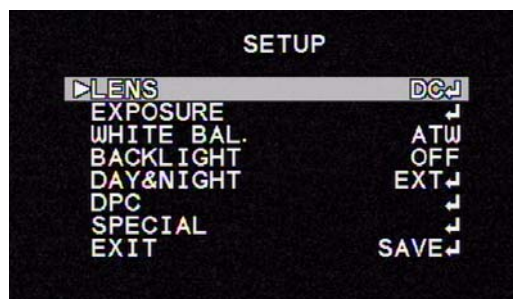 SETUP
▷LENS DC↲
EXPOSURE ↲
WHITE BAL. ATW
BACKLIGHT OFF
DAY&NIGHT EXT↲
DPC ↲
SPECIAL ↲
EXIT SAVE↲